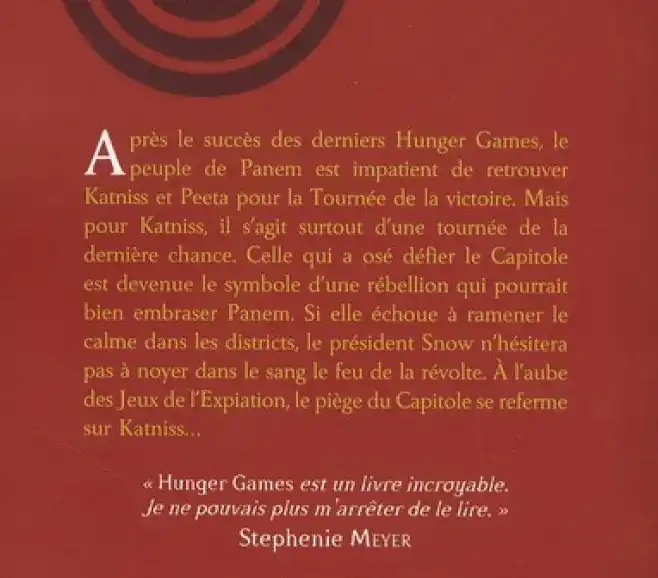 Après le succès des derniers Hunger Games, le
peuple de Panem est impatient de retrouver
Katniss et Peeta pour la Tournée de la victoire. Mais
pour Katniss, il s'agit surtout d'une tournée de la
dernière chance. Celle qui a osé défier le Capitole
est devenue le symbole d'une rébellion qui pourrait
bien embraser Panem. Si elle échoue à ramener le
calme dans les districts, le président Snow n'hésitera
pas à noyer dans le sang le feu de la révolte. À l'aube
des Jeux de l'Expiation, le piège du Capitole se referme
sur Katniss...
« Hunger Games est un livre incroyable.
Je ne pouvais plus m'arrêter de le lire. »
Stephenie MEYER